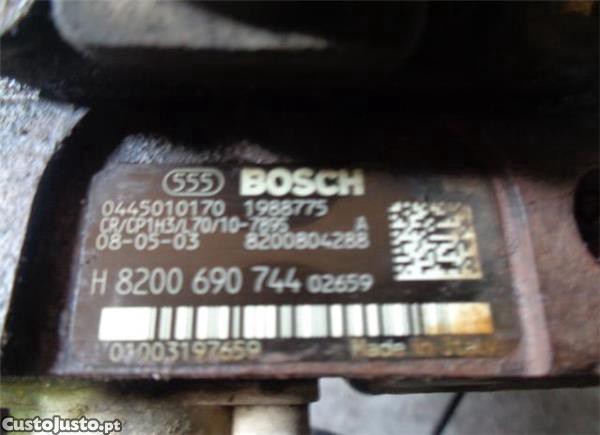 555 BOSCH
0445010170 1988775
CR/CP1H3/L70/10-789S A
08-05-03 8200804288
H 8200 690 744 02659
01003197659
Made in Italy
CustoJusto.pt